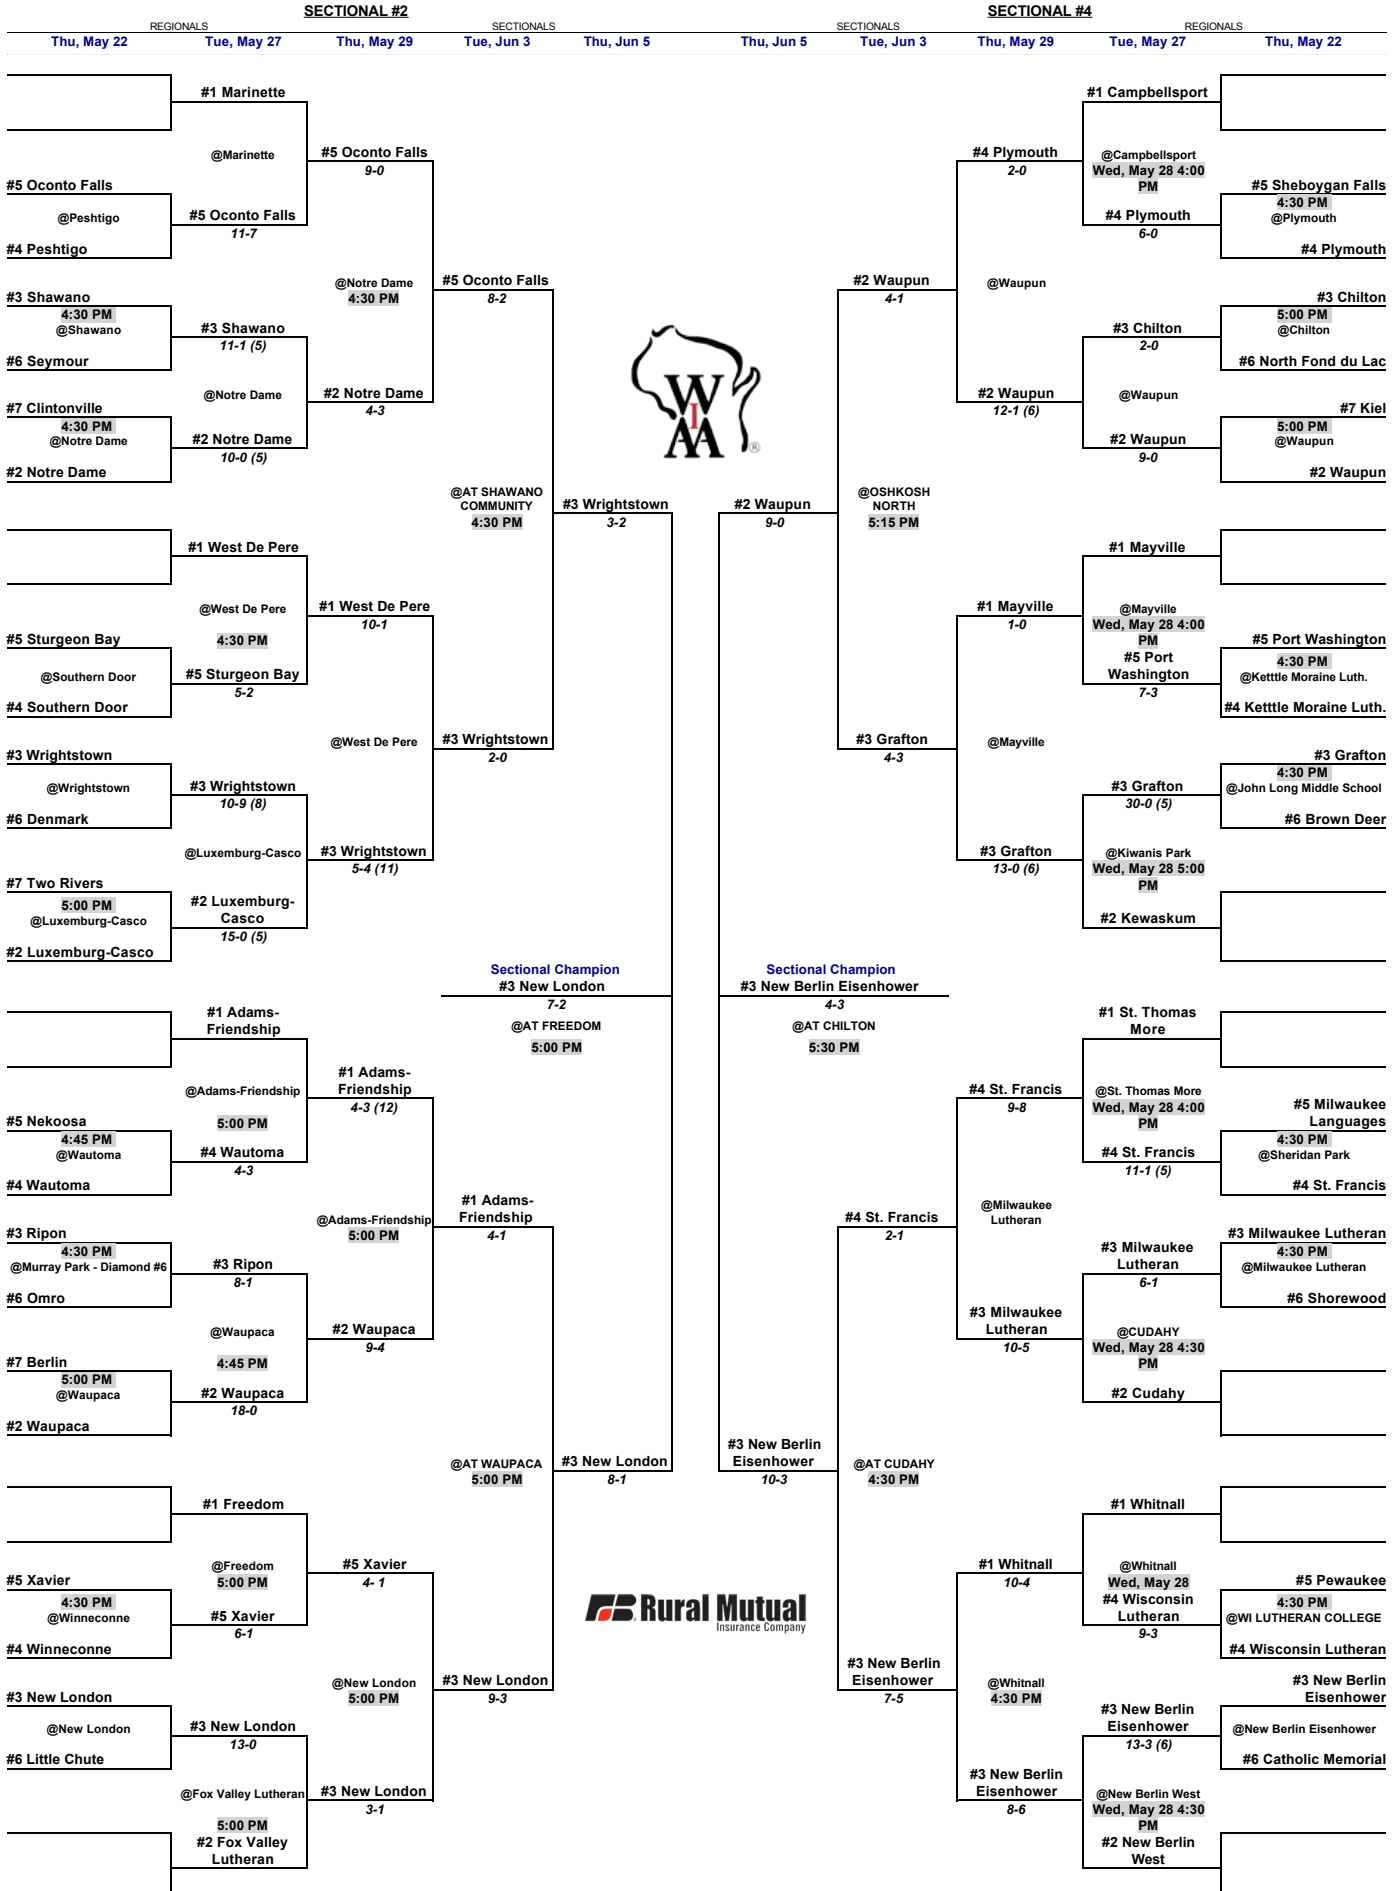 SECTIONAL #2
SECTIONAL #4
REGIONALS
SECTIONALS
SECTIONALS
REGIONALS
Thu, May 22
Tue, May 27
Thu, May 29
Tue, Jun 3
Thu, Jun 5
Thu, Jun 5
Tue, Jun 3
Thu, May 29
Tue, May 27
Thu, May 22
#1 Marinette
@Marinette
#5 Oconto Falls
9-0
#5 Oconto Falls
@Peshtigo
#4 Peshtigo
#5 Oconto Falls
11-7
@Notre Dame
4:30 PM
#5 Oconto Falls
8-2
#3 Shawano
4:30 PM
@Shawano
#6 Seymour
#3 Shawano
11-1 (5)
@Notre Dame
#2 Notre Dame
4-3
#7 Clintonville
4:30 PM
@Notre Dame
#2 Notre Dame
#2 Notre Dame
10-0 (5)
@AT SHAWANO
COMMUNITY
4:30 PM
#3 Wrightstown
3-2
#1 West De Pere
@West De Pere
4:30 PM
#1 West De Pere
10-1
#5 Sturgeon Bay
@Southern Door
#4 Southern Door
#5 Sturgeon Bay
5-2
@West De Pere
#3 Wrightstown
2-0
#3 Wrightstown
@Wrightstown
#6 Denmark
#3 Wrightstown
10-9 (8)
@Luxemburg-Casco
#3 Wrightstown
5-4 (11)
#7 Two Rivers
5:00 PM
@Luxemburg-Casco
#2 Luxemburg-Casco
#2 Luxemburg-
Casco
15-0 (5)
Sectional Champion
#3 New London
7-2
@AT FREEDOM
5:00 PM
#1 Adams-
Friendship
@Adams-Friendship
5:00 PM
#1 Adams-
Friendship
4-3 (12)
#5 Nekoosa
4:45 PM
@Wautoma
#4 Wautoma
#4 Wautoma
4-3
@Adams-Friendship
5:00 PM
#1 Adams-
Friendship
4-1
#3 Ripon
4:30 PM
@Murray Park - Diamond #6
#6 Omro
#3 Ripon
8-1
@Waupaca
4:45 PM
#2 Waupaca
9-4
#7 Berlin
5:00 PM
@Waupaca
#2 Waupaca
#2 Waupaca
18-0
@AT WAUPACA
5:00 PM
#3 New London
8-1
#1 Freedom
@Freedom
5:00 PM
#5 Xavier
4- 1
#5 Xavier
4:30 PM
@Winneconne
#4 Winneconne
#5 Xavier
6-1
@New London
5:00 PM
#3 New London
9-3
#3 New London
@New London
#6 Little Chute
#3 New London
13-0
@Fox Valley Lutheran
5:00 PM
#3 New London
3-1
#2 Fox Valley
Lutheran
WIAA
®
Rural Mutual
Insurance Company
#1 Campbellsport
@Campbellsport
Wed, May 28 4:00
PM
#4 Plymouth
2-0
#5 Sheboygan Falls
4:30 PM
@Plymouth
#4 Plymouth
#4 Plymouth
6-0
@Waupun
#2 Waupun
4-1
#3 Chilton
5:00 PM
@Chilton
#6 North Fond du Lac
#3 Chilton
2-0
@Waupun
#2 Waupun
12-1 (6)
#7 Kiel
5:00 PM
@Waupun
#2 Waupun
#2 Waupun
9-0
@OSHKOSH
NORTH
5:15 PM
#2 Waupun
9-0
#1 Mayville
@Mayville
Wed, May 28 4:00
PM
#1 Mayville
1-0
#5 Port Washington
4:30 PM
@Ketttle Moraine Luth.
#4 Ketttle Moraine Luth.
#5 Port
Washington
7-3
@Mayville
#3 Grafton
4-3
#3 Grafton
4:30 PM
@John Long Middle School
#6 Brown Deer
#3 Grafton
30-0 (5)
@Kiwanis Park
Wed, May 28 5:00
PM
#3 Grafton
13-0 (6)
#2 Kewaskum
Sectional Champion
#3 New Berlin Eisenhower
4-3
@AT CHILTON
5:30 PM
#1 St. Thomas
More
@St. Thomas More
Wed, May 28 4:00
PM
#4 St. Francis
9-8
#5 Milwaukee
Languages
4:30 PM
@Sheridan Park
#4 St. Francis
#4 St. Francis
11-1 (5)
@Milwaukee
Lutheran
#4 St. Francis
2-1
#3 Milwaukee Lutheran
4:30 PM
@Milwaukee Lutheran
#6 Shorewood
#3 Milwaukee
Lutheran
6-1
@CUDAHY
Wed, May 28 4:30
PM
#3 Milwaukee
Lutheran
10-5
#2 Cudahy
@AT CUDAHY
4:30 PM
#3 New Berlin
Eisenhower
10-3
#1 Whitnall
@Whitnall
Wed, May 28
#1 Whitnall
10-4
#5 Pewaukee
4:30 PM
@WI LUTHERAN COLLEGE
#4 Wisconsin Lutheran
#4 Wisconsin
Lutheran
9-3
@Whitnall
4:30 PM
#3 New Berlin
Eisenhower
7-5
#3 New Berlin
Eisenhower
@New Berlin Eisenhower
#6 Catholic Memorial
#3 New Berlin
Eisenhower
13-3 (6)
@New Berlin West
Wed, May 28 4:30
PM
#3 New Berlin
Eisenhower
8-6
#2 New Berlin
West